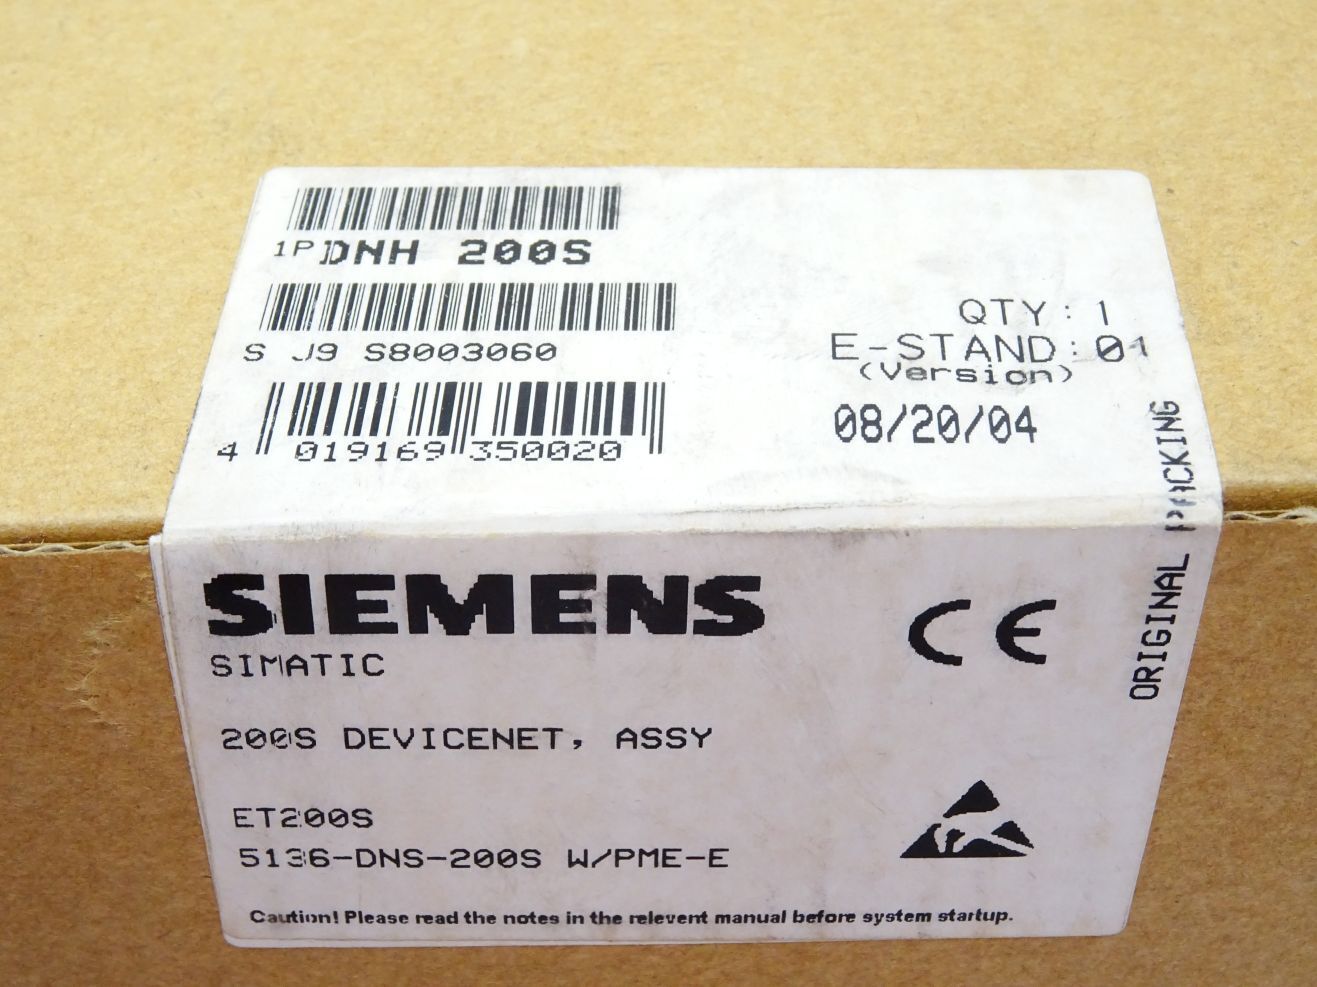 1P DNH 200S
S J9 S8003060
4 019169 350020
QTY: 1
E-STAND: 01
(Version)
08/20/04
ORIGINAL PACKING
SIEMENS
SIMATIC
CE
200S DEVICENET, ASSY
ET200S
5136-DNS-200S W/PME-E
Caution! Please read the notes in the relevent manual before system startup.